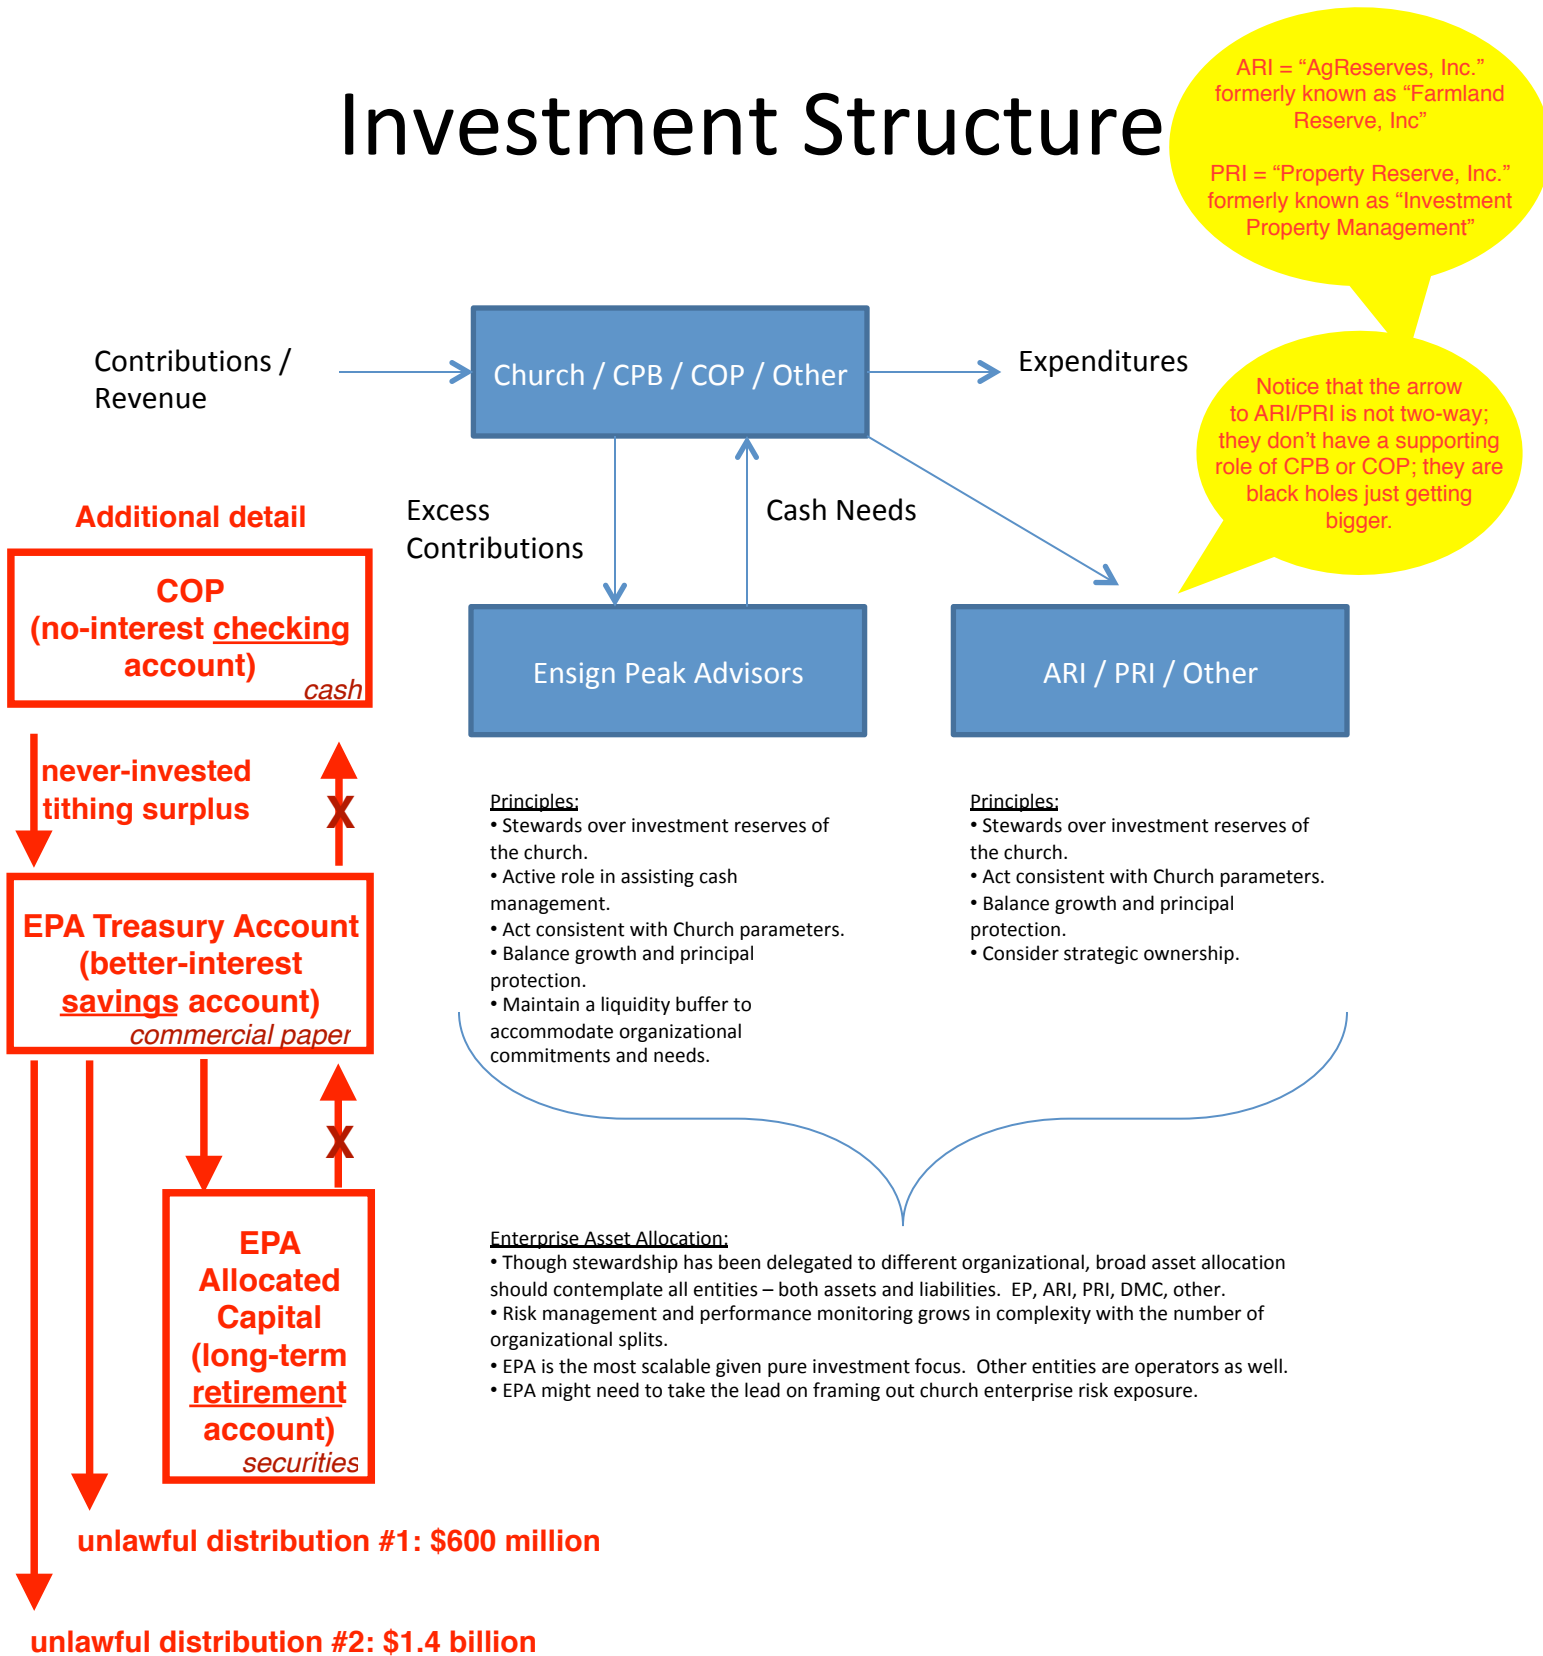 Investment Structure
ARI = “AgReserves, Inc.”
formerly known as “Farmland
Reserve, Inc”
PRI = “Property Reserve, Inc.”
formerly known as “Investment
Property Management”
Contributions /
Revenue
Church / CPB / COP / Other
Expenditures
Notice that the arrow
to ARI/PRI is not two-way;
they don’t have a supporting
role of CPB or COP; they are
black holes just getting
bigger.
Excess
Contributions
Cash Needs
Ensign Peak Advisors
ARI / PRI / Other
Additional detail
COP
(no-interest checking
account)
cash
never-invested
tithing surplus
X
EPA Treasury Account
(better-interest
savings account)
commercial paper
X
EPA
Allocated
Capital
(long-term
retirement
account)
securities
unlawful distribution #1: $600 million
unlawful distribution #2: $1.4 billion
Principles:
• Stewards over investment reserves of
the church.
• Active role in assisting cash
management.
• Act consistent with Church parameters.
• Balance growth and principal
protection.
• Maintain a liquidity buffer to
accommodate organizational
commitments and needs.
Principles:
• Stewards over investment reserves of
the church.
• Act consistent with Church parameters.
• Balance growth and principal
protection.
• Consider strategic ownership.
Enterprise Asset Allocation:
• Though stewardship has been delegated to different organizational, broad asset allocation
should contemplate all entities – both assets and liabilities.  EP, ARI, PRI, DMC, other.
• Risk management and performance monitoring grows in complexity with the number of
organizational splits.
• EPA is the most scalable given pure investment focus.  Other entities are operators as well.
• EPA might need to take the lead on framing out church enterprise risk exposure.